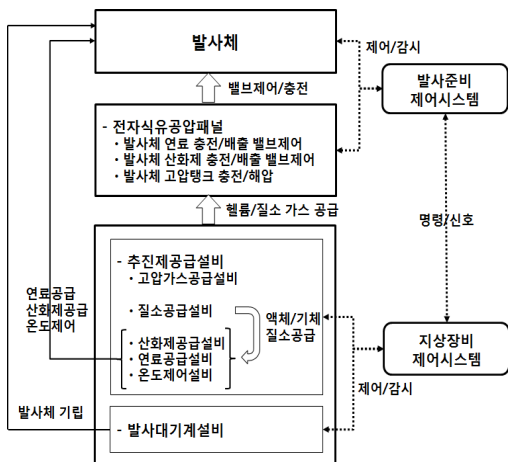 발사체
제어/감시
밸브제어/충전
발사준비
제어시스템
- 전자식유공압패널
・발사체 연료 충전/배출 밸브제어
・발사체 산화제 충전/배출 밸브제어
・발사체 고압탱크 충전/해압
헬륨/질소 가스 공급
명령/신호
- 추진제공급설비
・고압가스공급설비
・질소공급설비
액체/기체
질소공급
・산화제공급설비
・연료공급설비
・온도제어설비
연료공급
산화제공급
온도제어
지상장비
제어시스템
제어/감시
발사체 기립
- 발사대기계설비